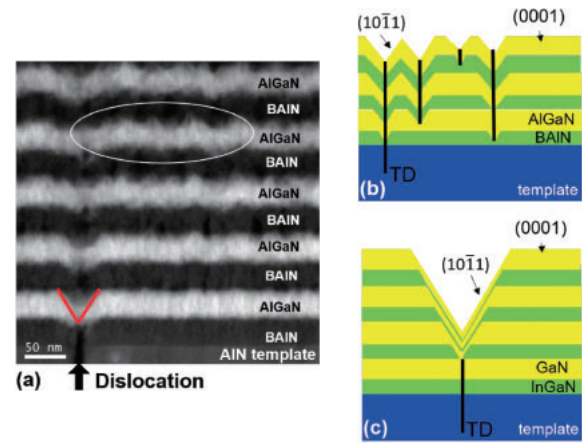 AlGaN
BAlN
AlGaN
BAlN
AlGaN
BAlN
AlGaN
BAlN
AlGaN
BAlN
50 nm
AlN template
(a)
Dislocation
(101̅1)
(0001)
AlGaN
BAlN
TD
template
(b)
(0001)
(101̅1)
GaN
InGaN
template
TD
(c)